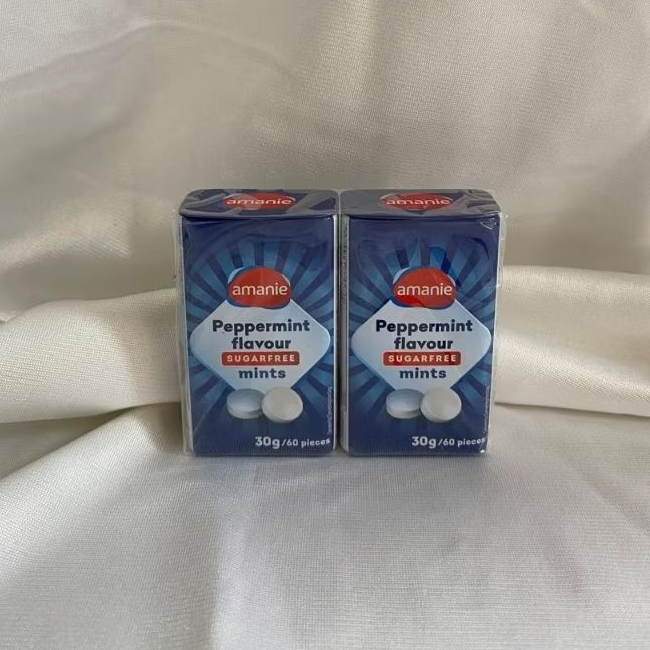 amanie
amanie
Peppermint
flavour
SUGARFREE
mints
30g/60 pieces
amanie
amanie
Peppermint
flavour
SUGARFREE
mints
30g/60 pieces